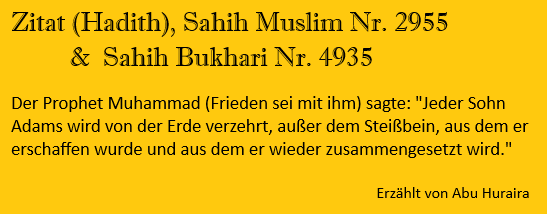 Zitat (Hadith), Sahih Muslim Nr. 2955
& Sahih Bukhari Nr. 4935
Der Prophet Muhammad (Frieden sei mit ihm) sagte: "Jeder Sohn
Adams wird von der Erde verzehrt, außer dem Steißbein, aus dem er
erschaffen wurde und aus dem er wieder zusammengesetzt wird."
Erzählt von Abu Huraira